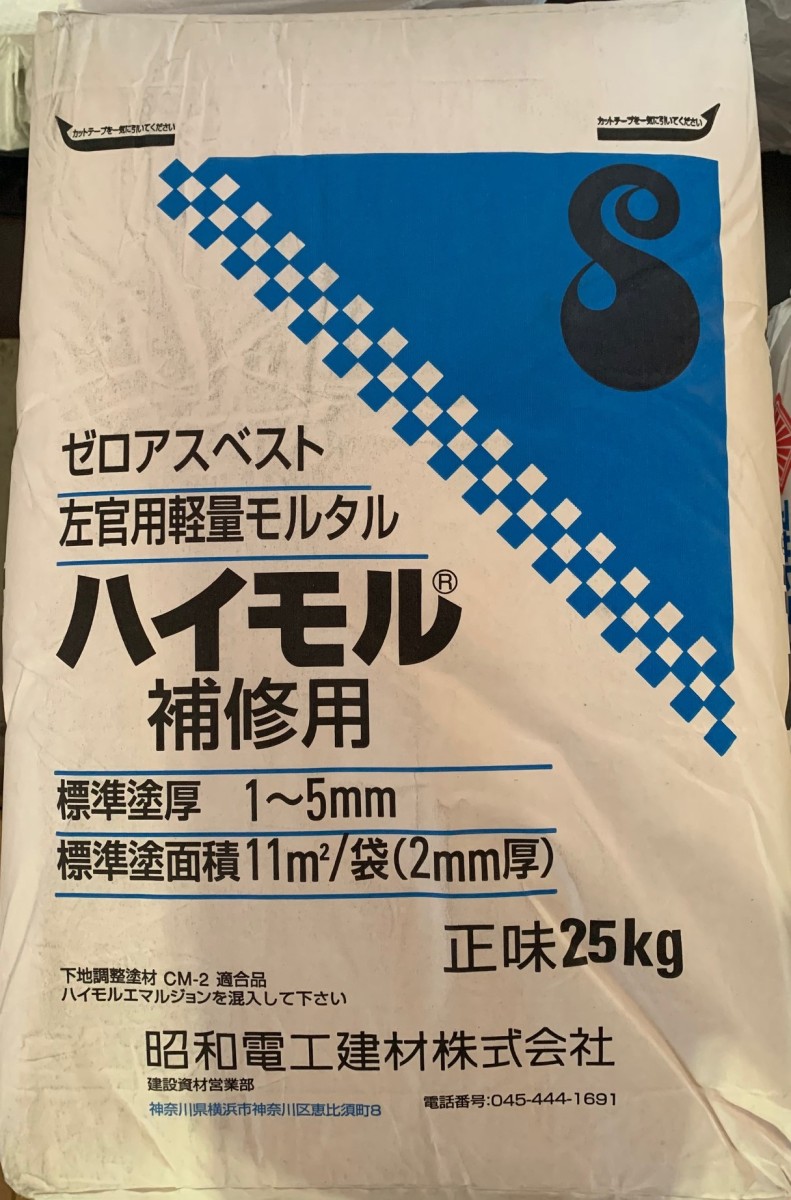 カットテープを一気に引いてください
カットテープを一気に引いてください
ゼロアスベスト
左官用軽量モルタル
ハイモル®
補修用
標準塗厚 1～5mm
標準塗面積11m²/袋(2mm厚)
正味25kg
下地調整塗材 CM-2 適合品
ハイモルエマルジョンを混入して下さい
昭和電工建材株式会社
建設資材営業部
神奈川県横浜市神奈川区恵比須町8 電話番号:045-444-1691